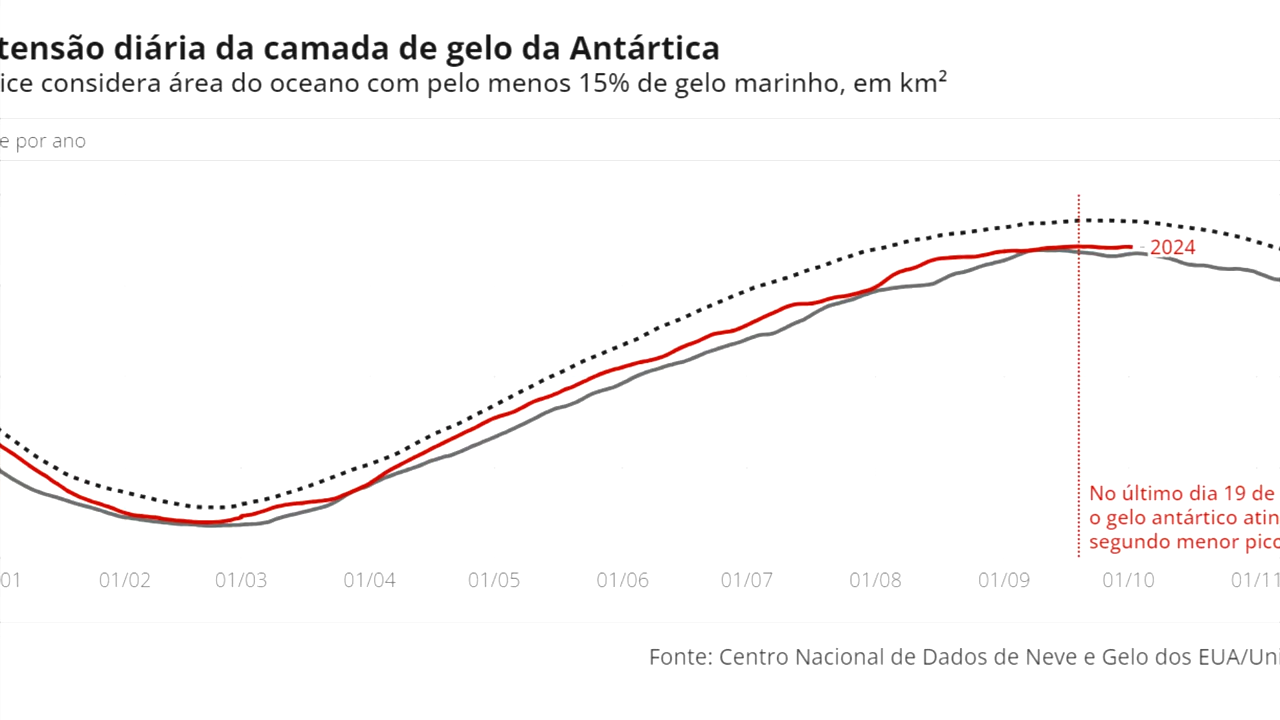 tensão diária da camada de gelo da Antártica
ice considera área do oceano com pelo menos 15% de gelo marinho, em km²
e por ano
2024
No último dia 19 de
o gelo antártico atin
segundo menor pico
01 01/02 01/03 01/04 01/05 01/06 01/07 01/08 01/09 01/10 01/11
Fonte: Centro Nacional de Dados de Neve e Gelo dos EUA/Uni